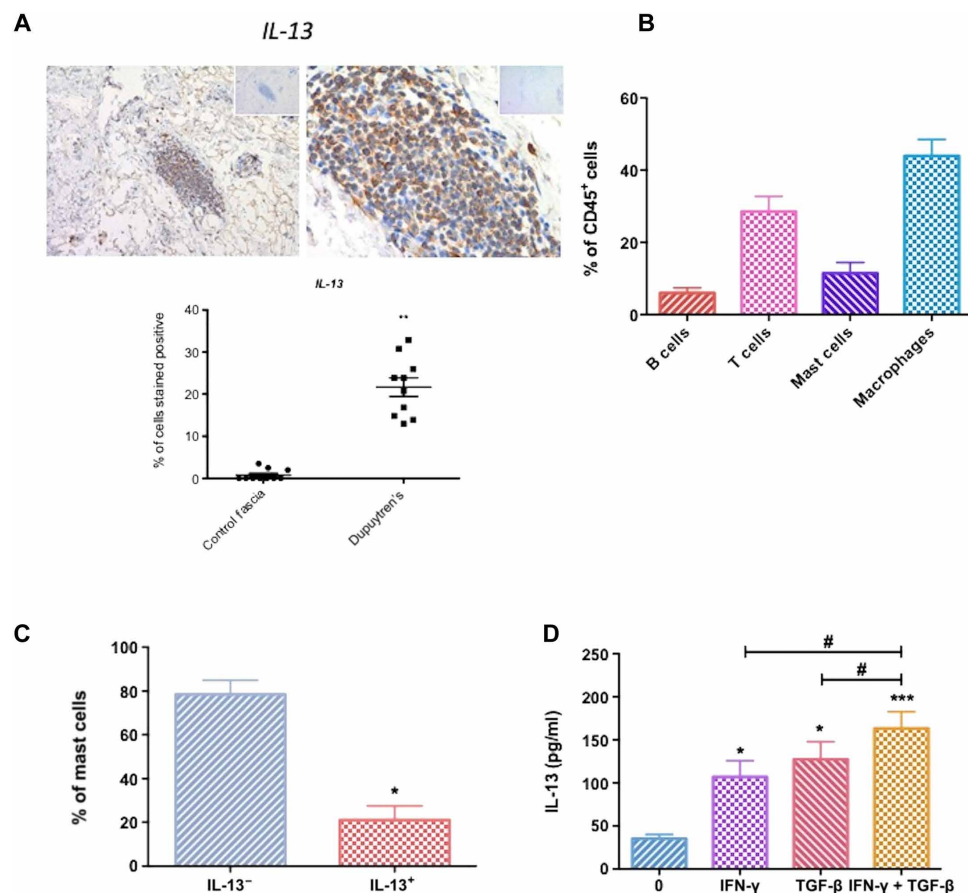 A
IL-13
IL-13
% of cells stained positive
40
30
20
10
0
**
Control fascia
Dupuytren's
B
% of CD45+ cells
60
40
20
0
B cells
T cells
Mast cells
Macrophages
C
% of mast cells
100
80
60
40
20
0
*
IL-13−
IL-13+
D
IL-13 (pg/ml)
250
200
150
100
50
0
#
#
*
*
***
0
IFN-γ
TGF-β
IFN-γ + TGF-β